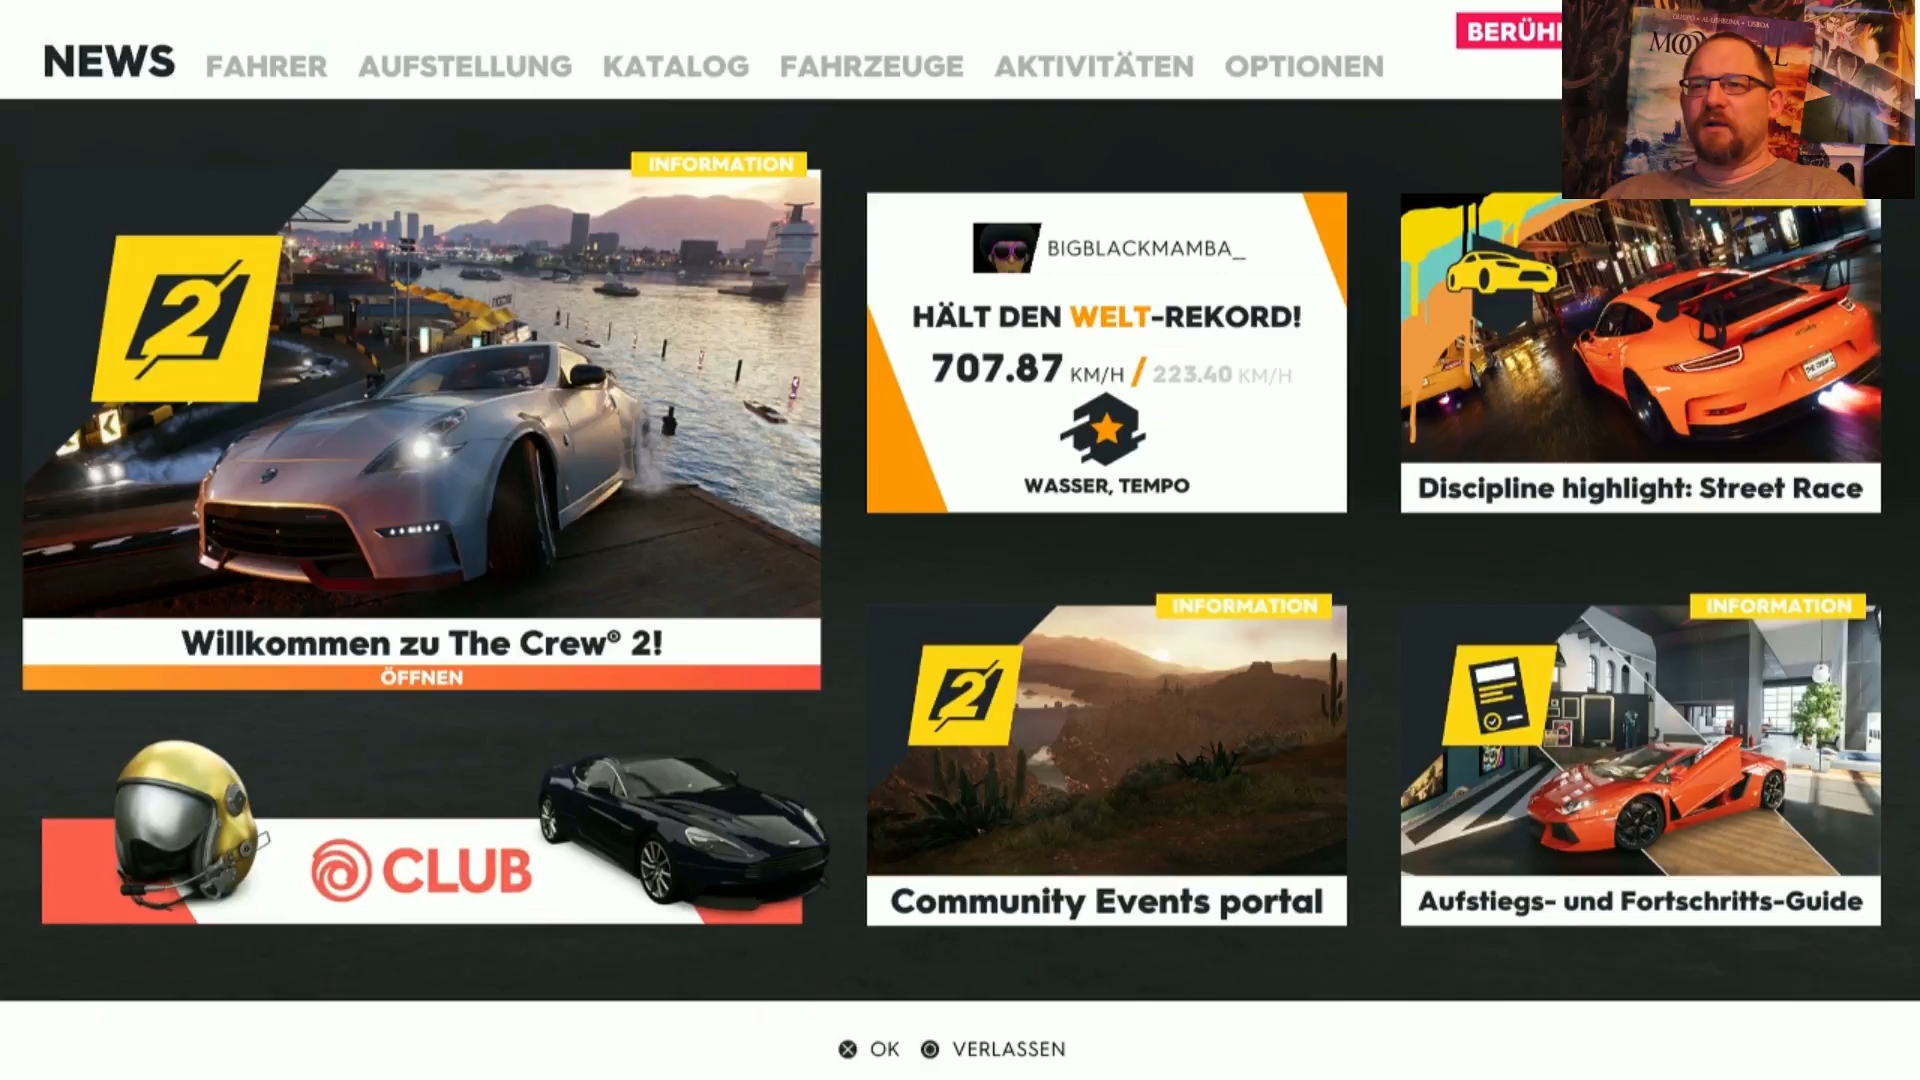 NEWS FAHRER AUFSTELLUNG KATALOG FAHRZEUGE AKTIVITÄTEN OPTIONEN
INFORMATION
2
Willkommen zu The Crew® 2!
ÖFFNEN
BIGBLACKMAMBA_
HÄLT DEN WELT-REKORD!
707.87 KM/H / 223.40 KM/H
WASSER, TEMPO
Discipline highlight: Street Race
CLUB
INFORMATION
2
Community Events portal
INFORMATION
Aufstiegs- und Fortschritts-Guide
OK VERLASSEN